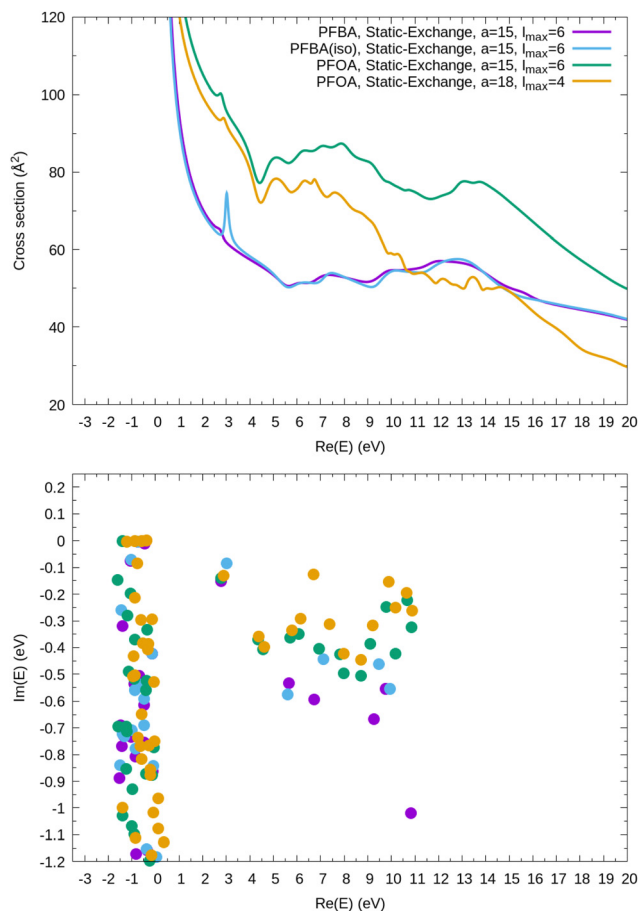 PFBA, Static-Exchange, a=15, lmax=6
PFBA(iso), Static-Exchange, a=15, lmax=6
PFOA, Static-Exchange, a=15, lmax=6
PFOA, Static-Exchange, a=18, lmax=4
120
100
80
60
40
20
Cross section (Å²)
-3 -2 -1 0 1 2 3 4 5 6 7 8 9 10 11 12 13 14 15 16 17 18 19 20
Re(E) (eV)
0.2
0.1
0
-0.1
-0.2
-0.3
-0.4
-0.5
-0.6
-0.7
-0.8
-0.9
-1
-1.1
-1.2
Im(E) (eV)
-3 -2 -1 0 1 2 3 4 5 6 7 8 9 10 11 12 13 14 15 16 17 18 19 20
Re(E) (eV)